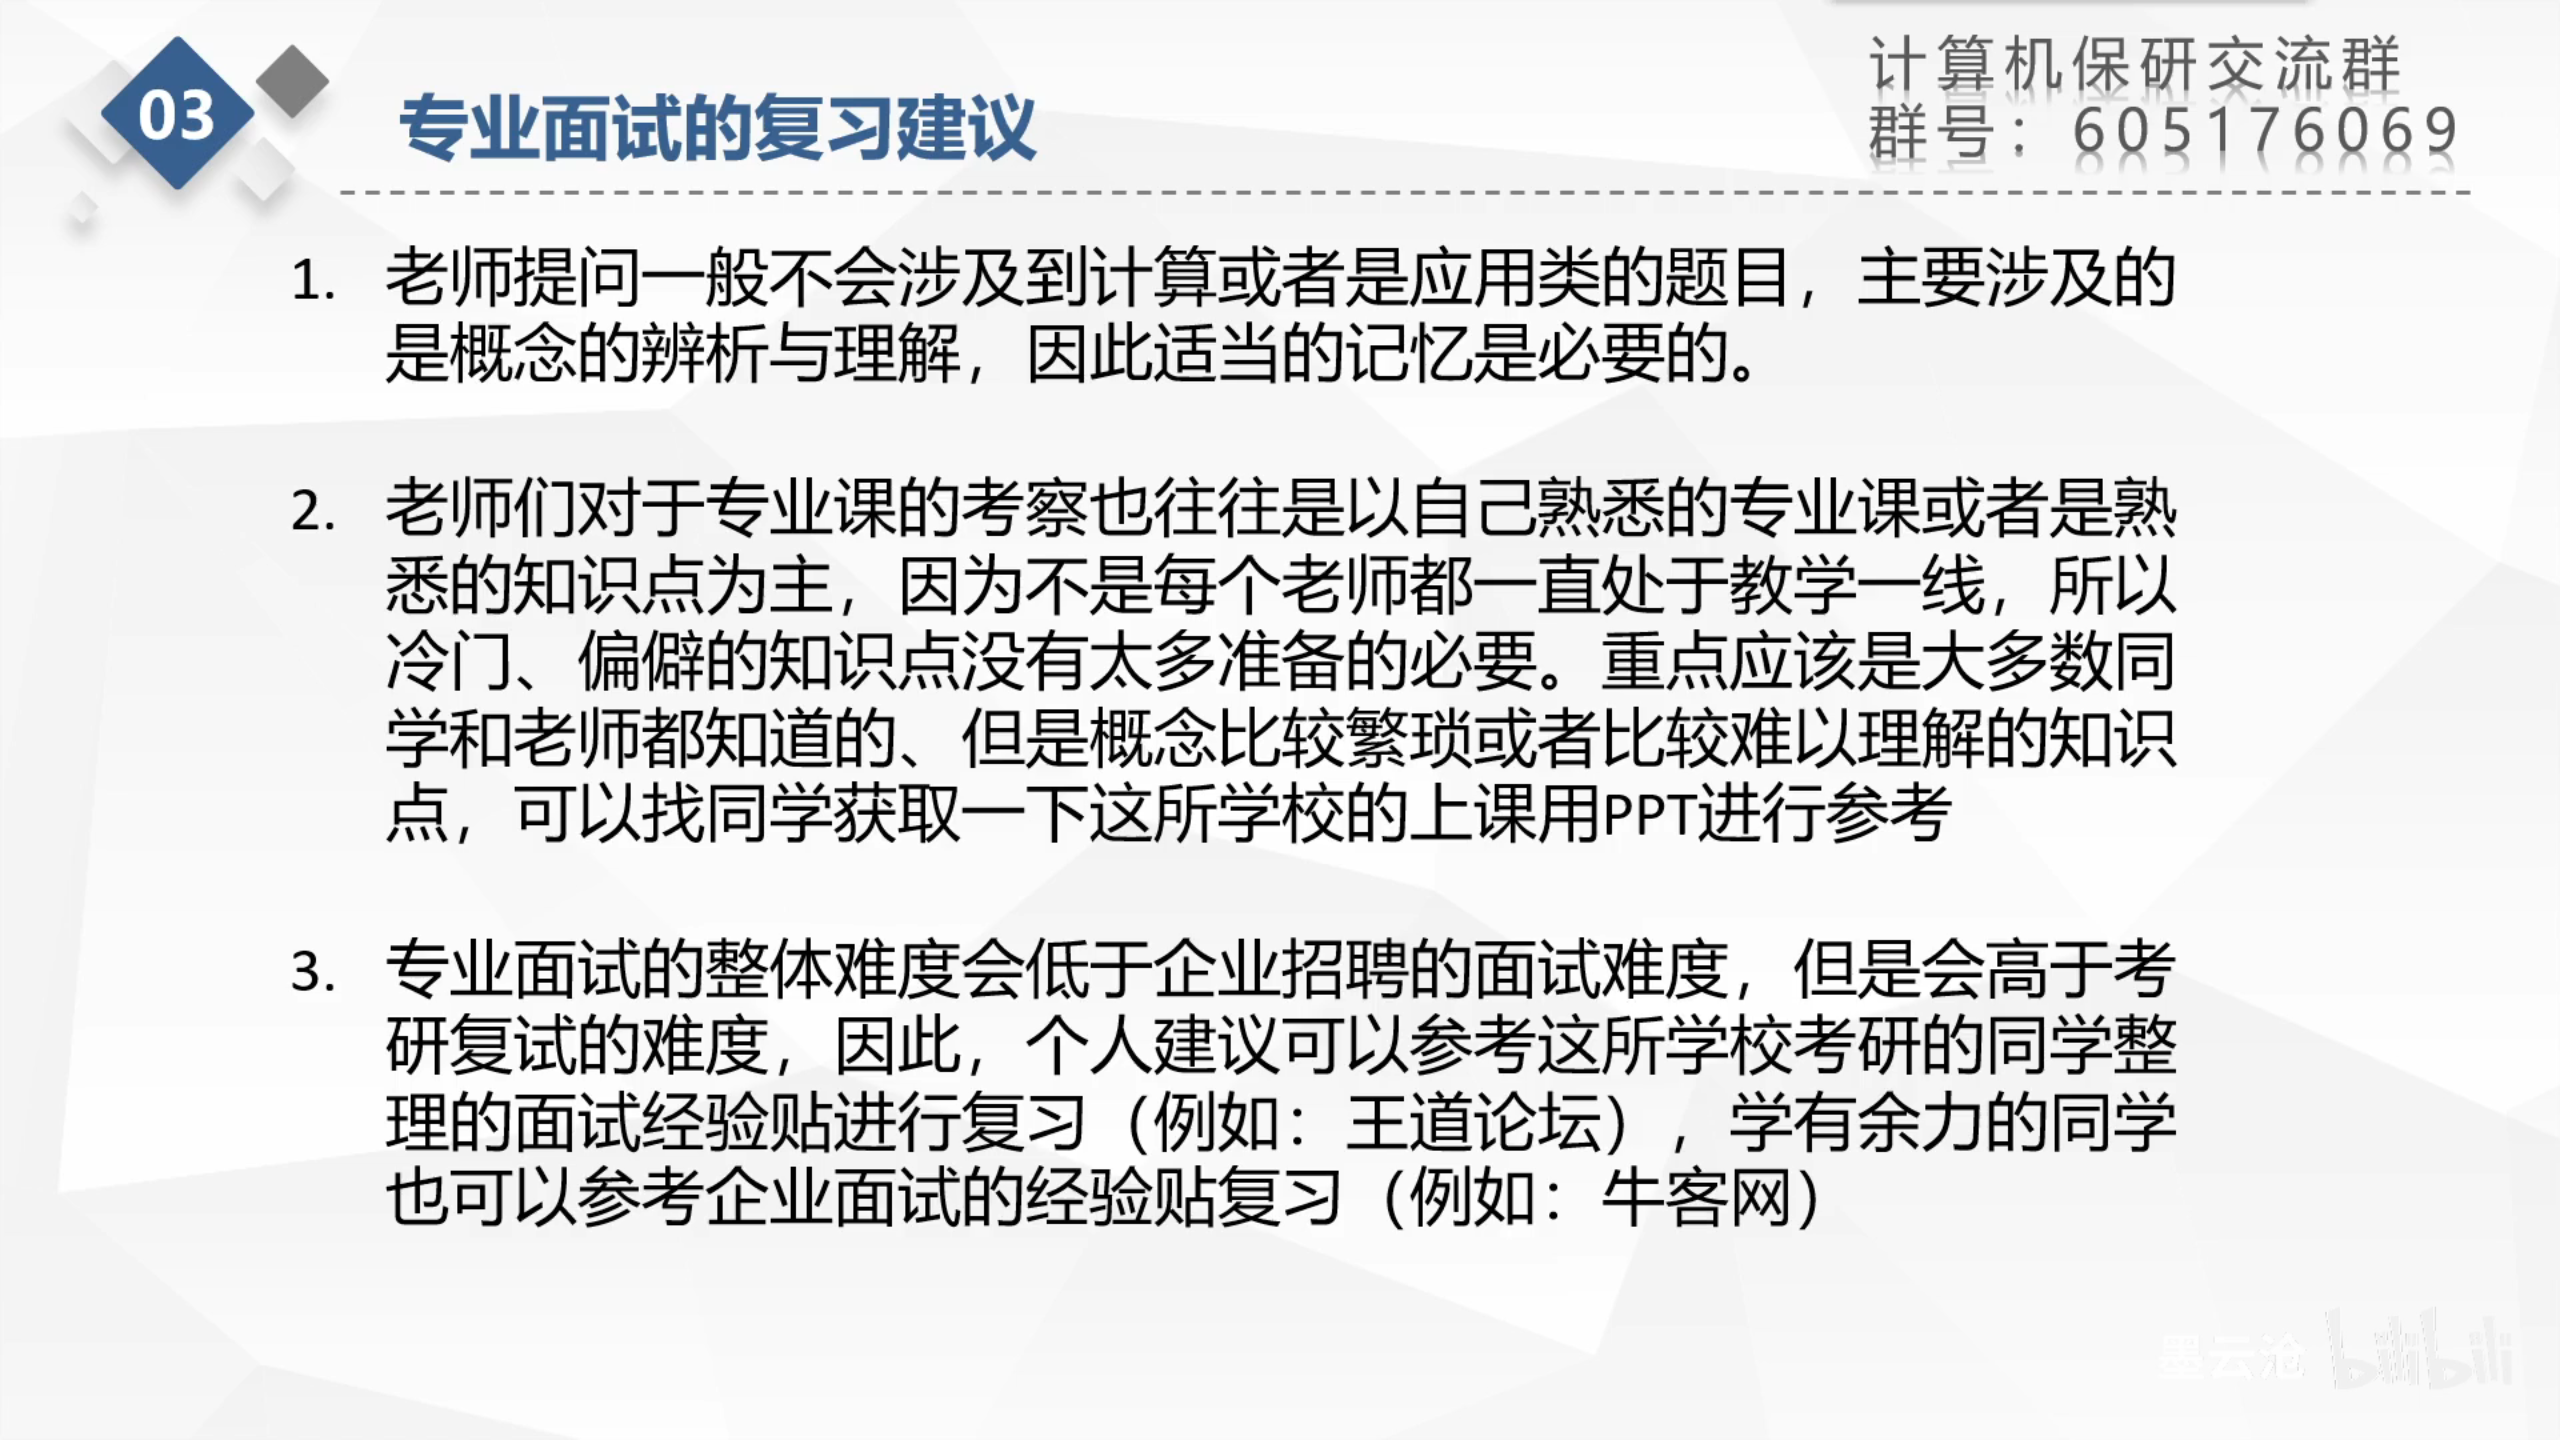 03
专业面试的复习建议
计算机保研交流群
群号：605176069
1. 老师提问一般不会涉及到计算或者是应用类的题目，主要涉及的
是概念的辨析与理解，因此适当的记忆是必要的。
2. 老师们对于专业课的考察也往往是以自己熟悉的专业课或者是熟
悉的知识点为主，因为不是每个老师都一直处于教学一线，所以
冷门、偏僻的知识点没有太多准备的必要。重点应该是大多数同
学和老师都知道的、但是概念比较繁琐或者比较难以理解的知识
点，可以找同学获取一下这所学校的上课用PPT进行参考
3. 专业面试的整体难度会低于企业招聘的面试难度，但是会高于考
研复试的难度，因此，个人建议可以参考这所学校考研的同学整
理的面试经验贴进行复习（例如：王道论坛），学有余力的同学
也可以参考企业面试的经验贴复习（例如：牛客网）
墨云沧 bilibili